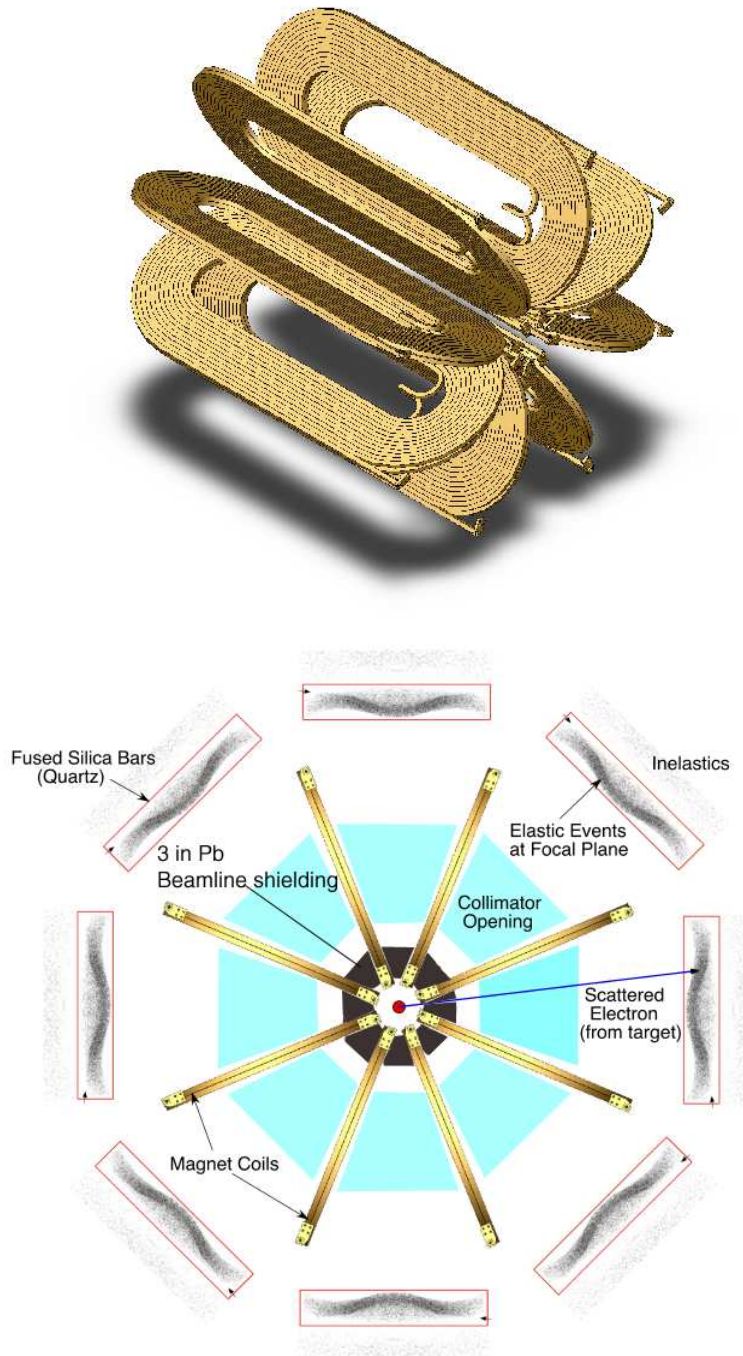 Fused Silica Bars
(Quartz)
Inelastics
Elastic Events
at Focal Plane
3 in Pb
Beamline shielding
Collimator
Opening
Scattered
Electron
(from target)
Magnet Coils